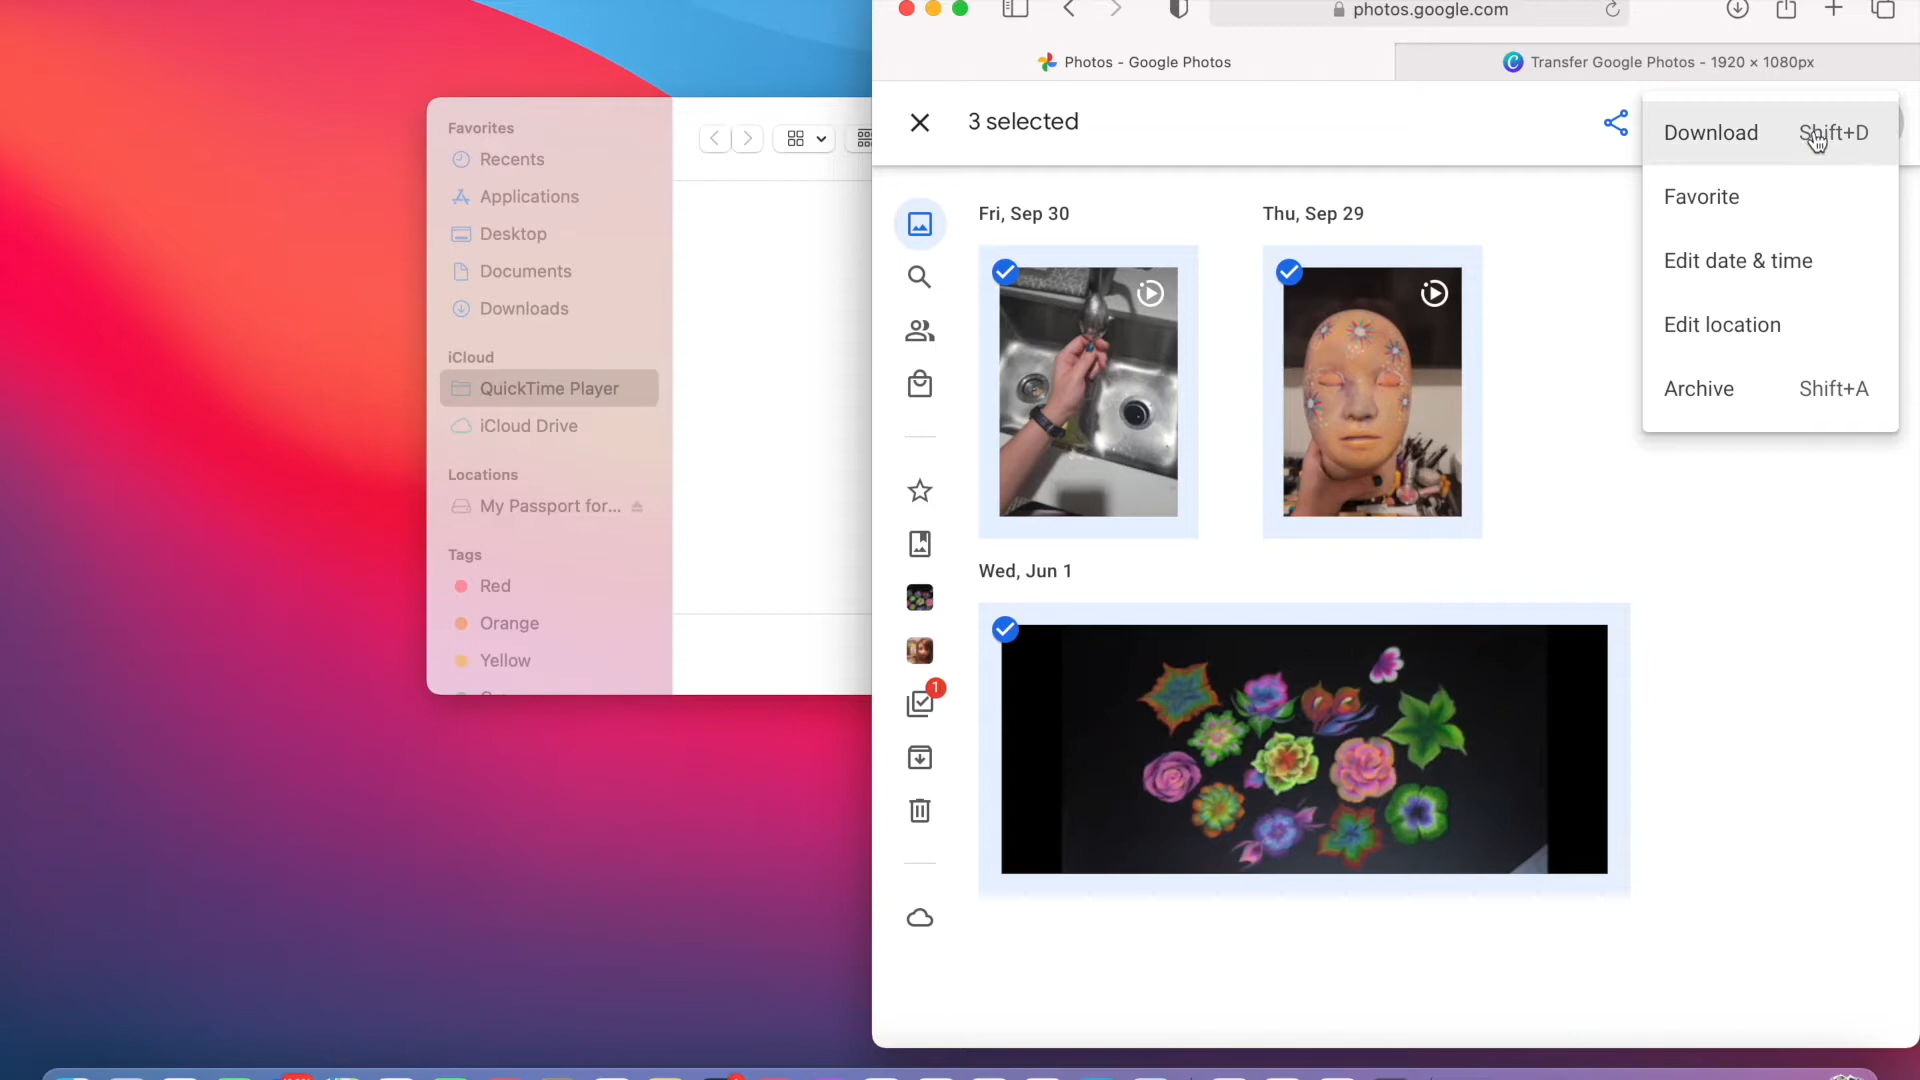 Favorites
Recents
Applications
Desktop
Documents
Downloads
iCloud
QuickTime Player
iCloud Drive
Locations
My Passport for...
Tags
Red
Orange
Yellow
photos.google.com
Photos - Google Photos
Transfer Google Photos - 1920 × 1080px
3 selected
Download Shift+D
Favorite
Edit date & time
Edit location
Archive Shift+A
Fri, Sep 30
Thu, Sep 29
Wed, Jun 1
1